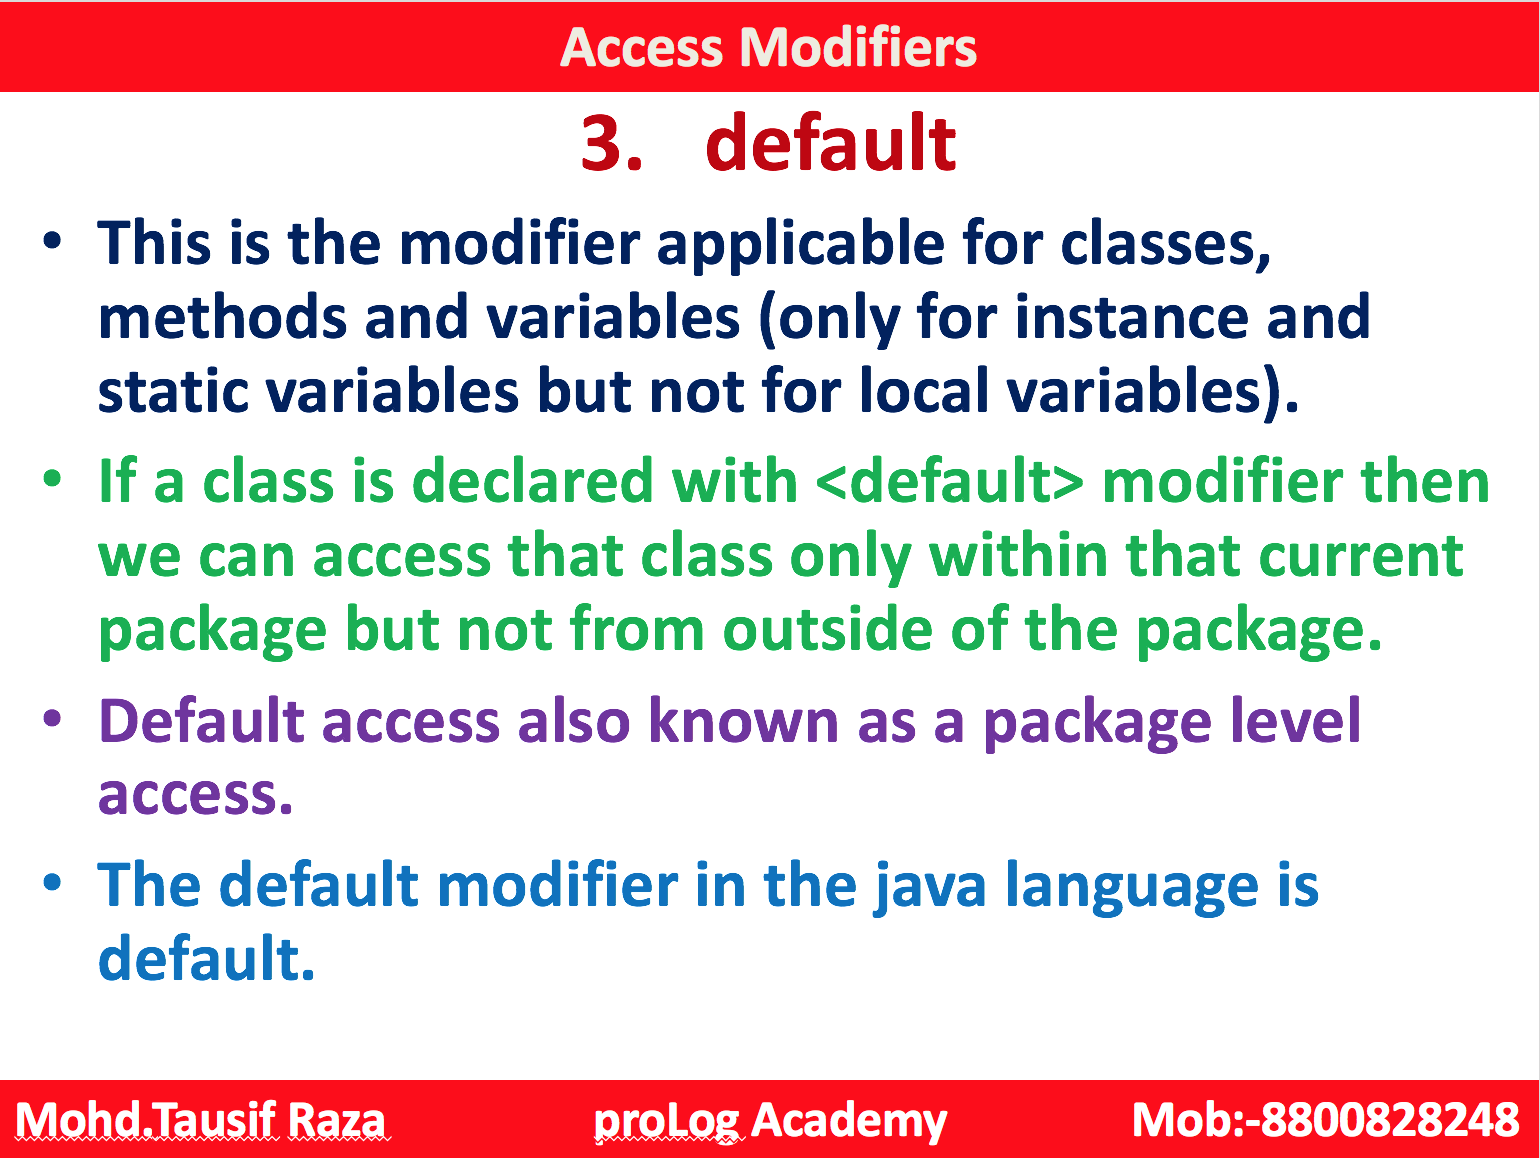 Access Modifiers
3. default
• This is the modifier applicable for classes,
methods and variables (only for instance and
static variables but not for local variables).
• If a class is declared with <default> modifier then
we can access that class only within that current
package but not from outside of the package.
• Default access also known as a package level
access.
• The default modifier in the java language is
default.
Mohd.Tausif Raza proLog Academy Mob:-8800828248